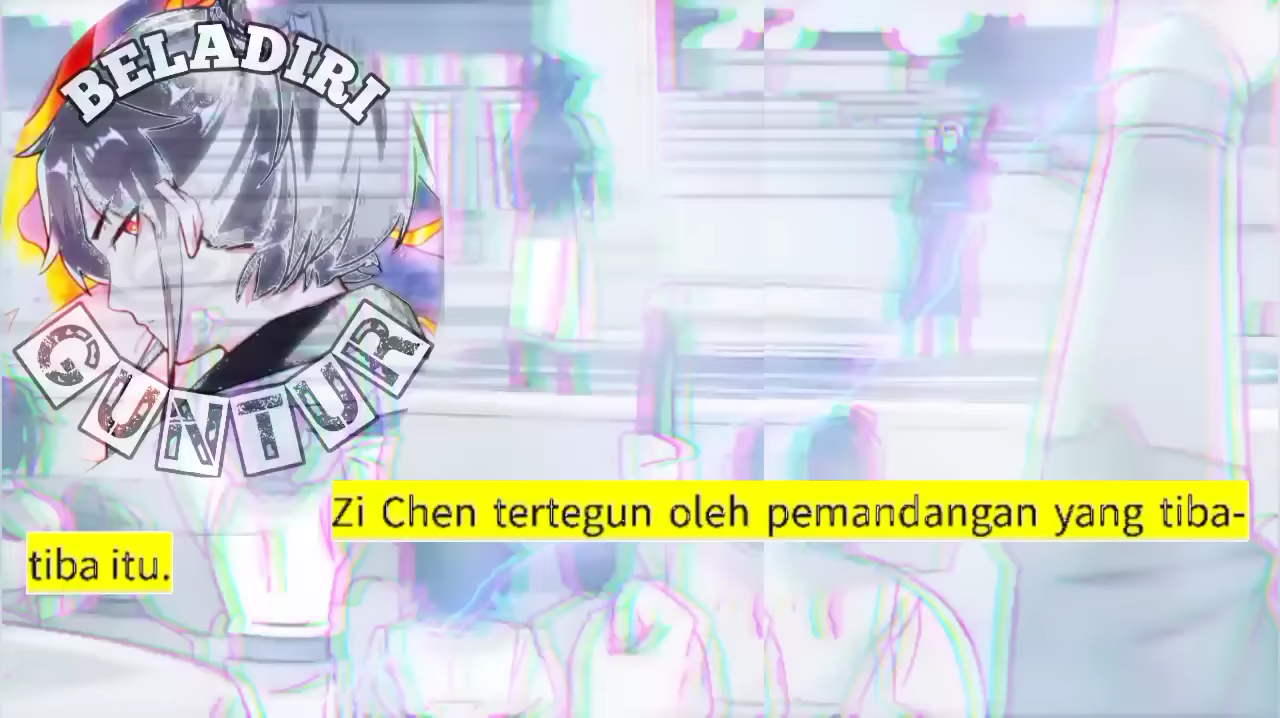 BELADIRI
GUNTUR
Zi Chen tertegun oleh pemandangan yang tiba-
tiba itu.